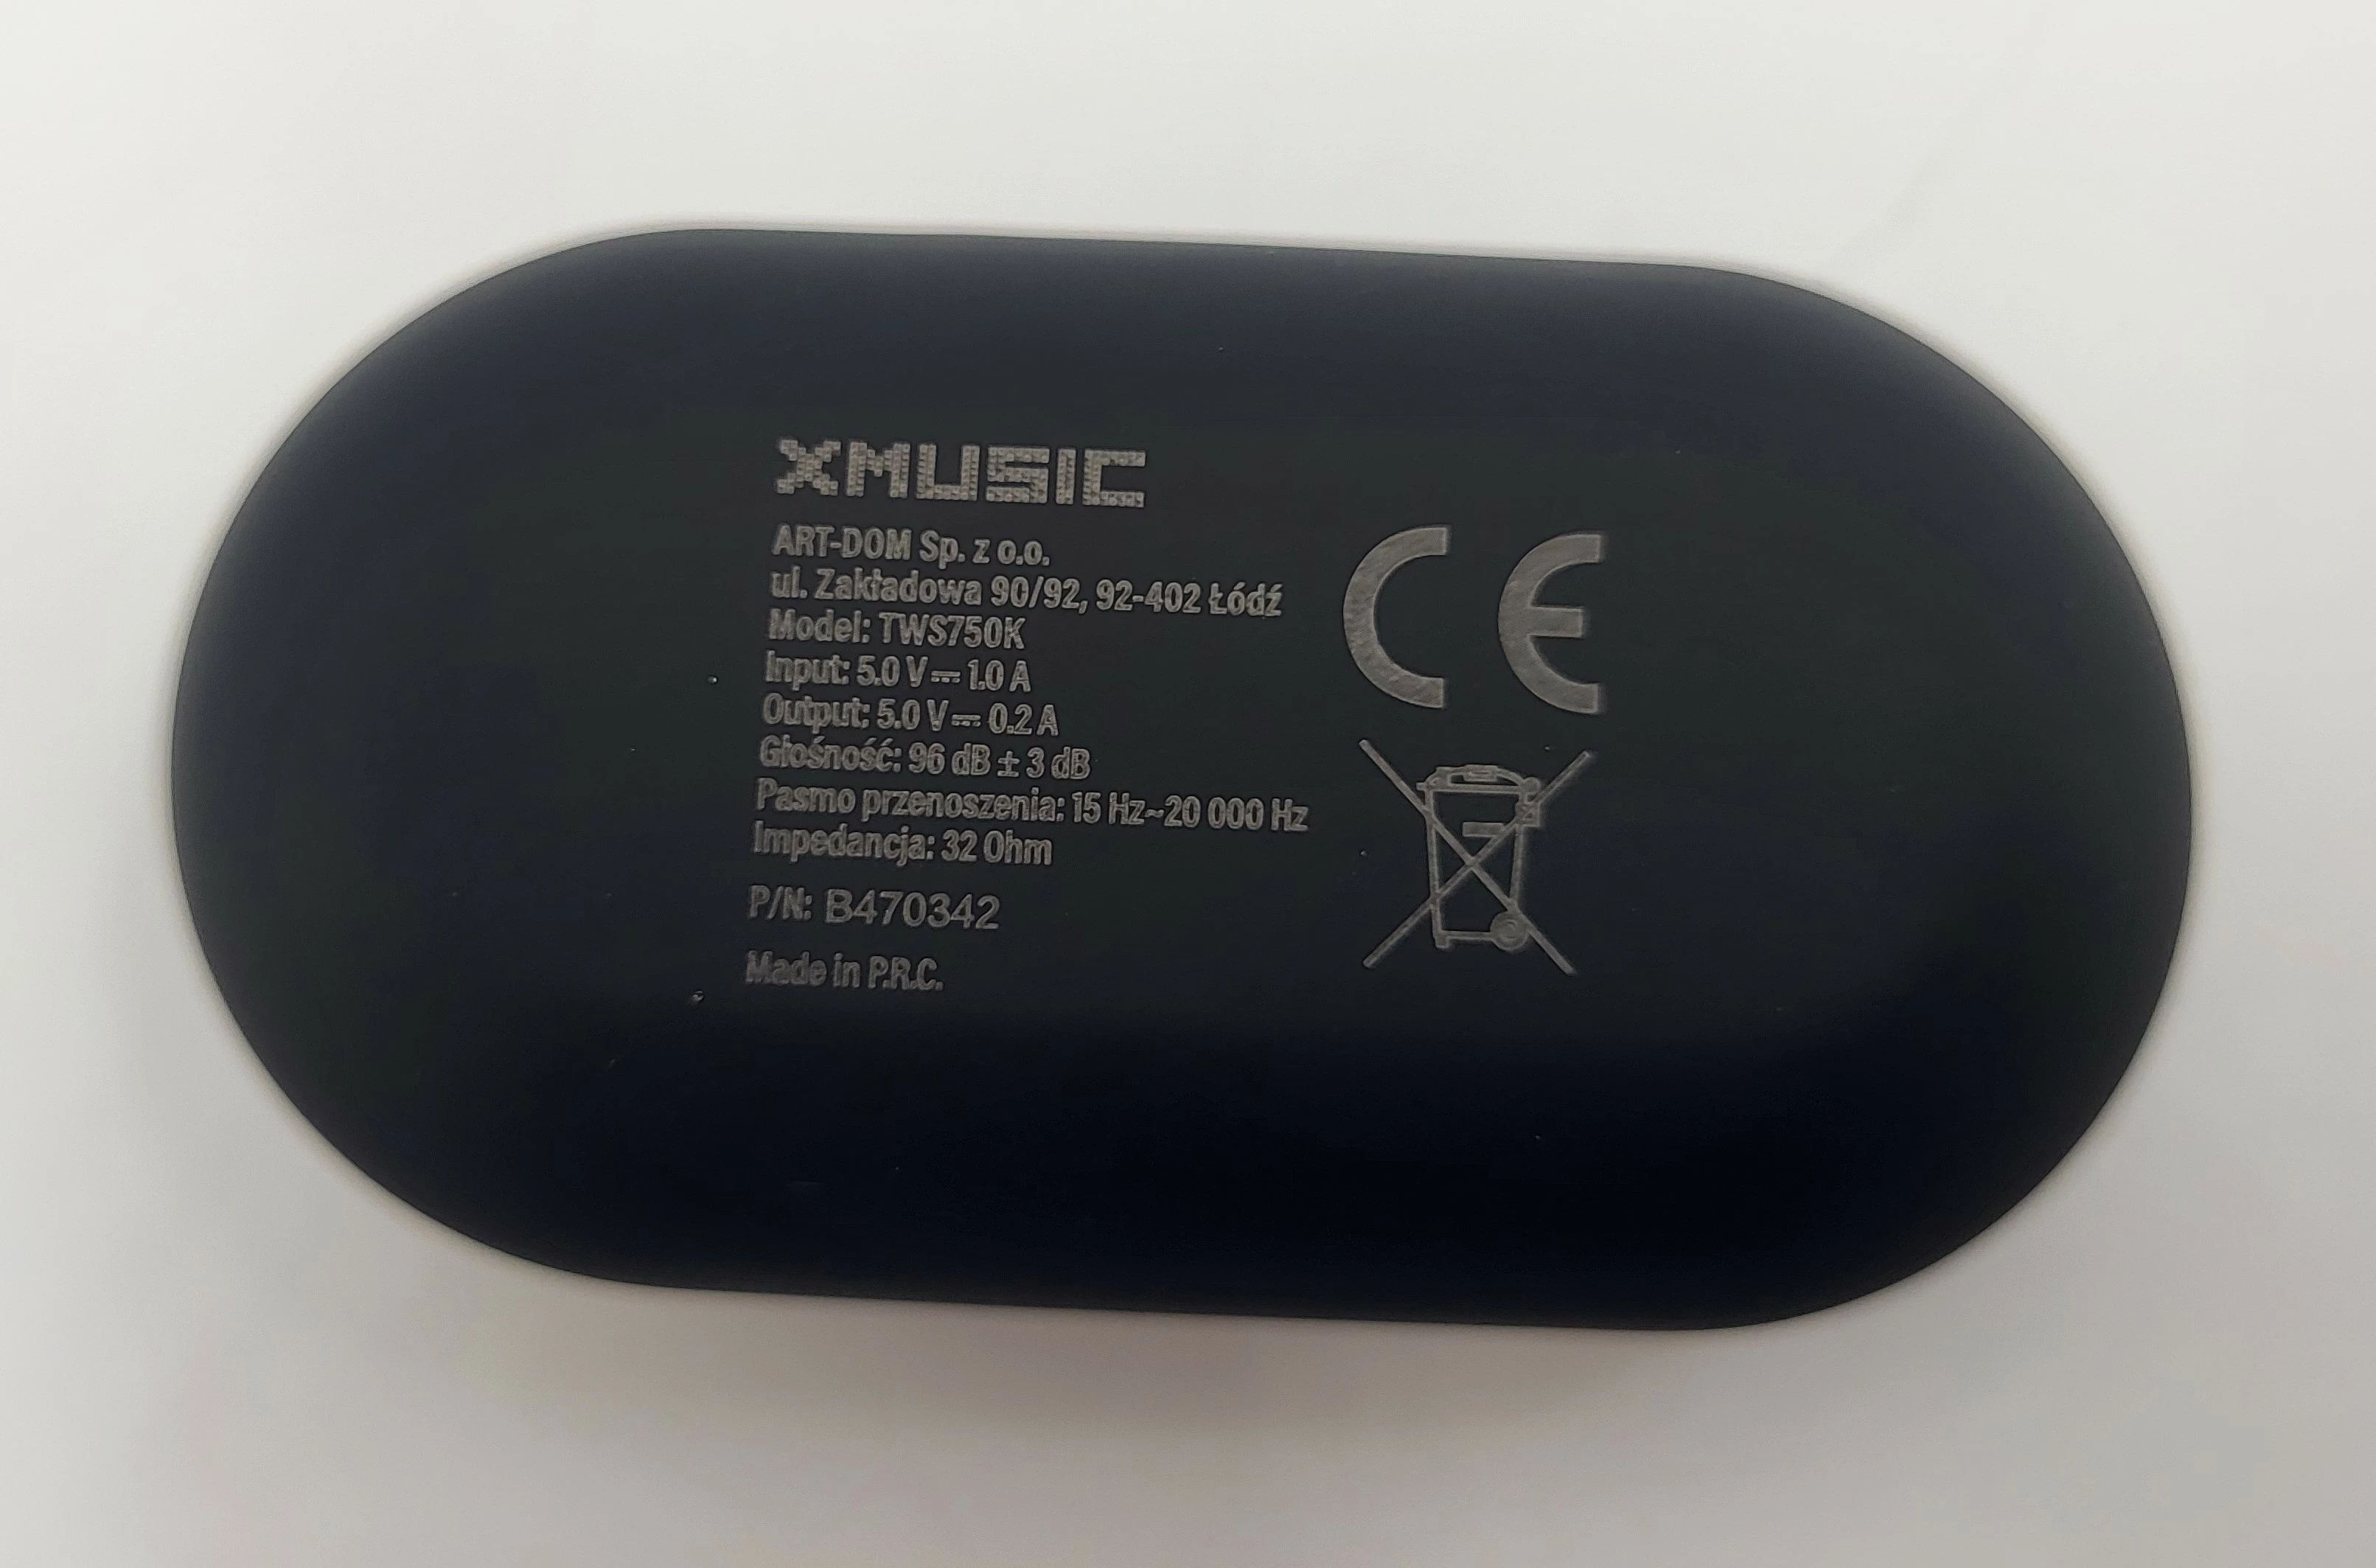 XMUSIC
ART-DOM Sp. z o.o.
ul. Zakładowa 90/92, 92-402 Łódź
Model: TWS750K
Input: 5.0 V⎓1.0 A
Output: 5.0 V⎓0.2 A
Głośność: 96 dB ± 3 dB
Pasmo przenoszenia: 15 Hz~20 000 Hz
Impedancja: 32 Ohm
P/N: B470342
Made in P.R.C.
CE